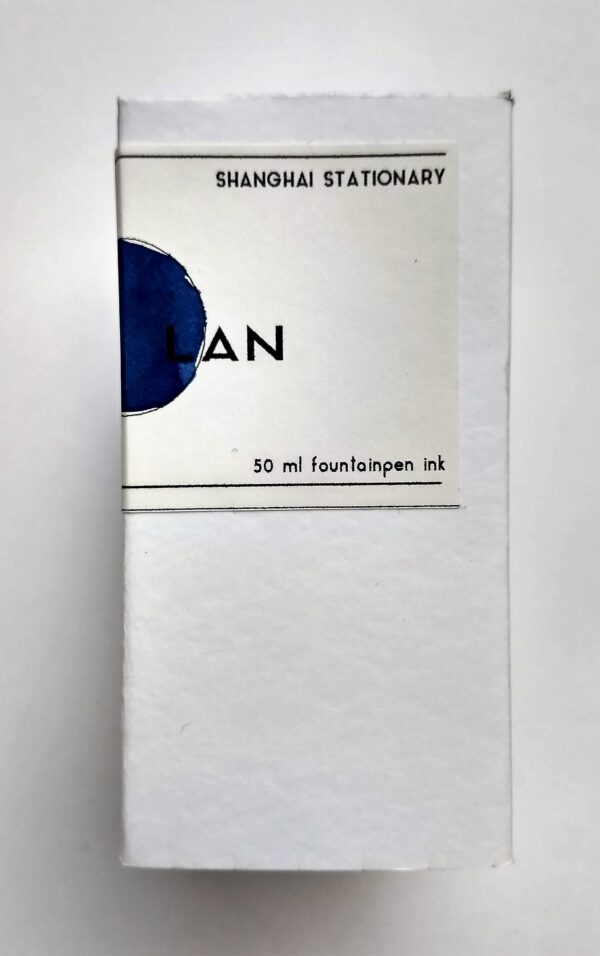 SHANGHAI STATIONARY
LAN
50 ml fountainpen ink